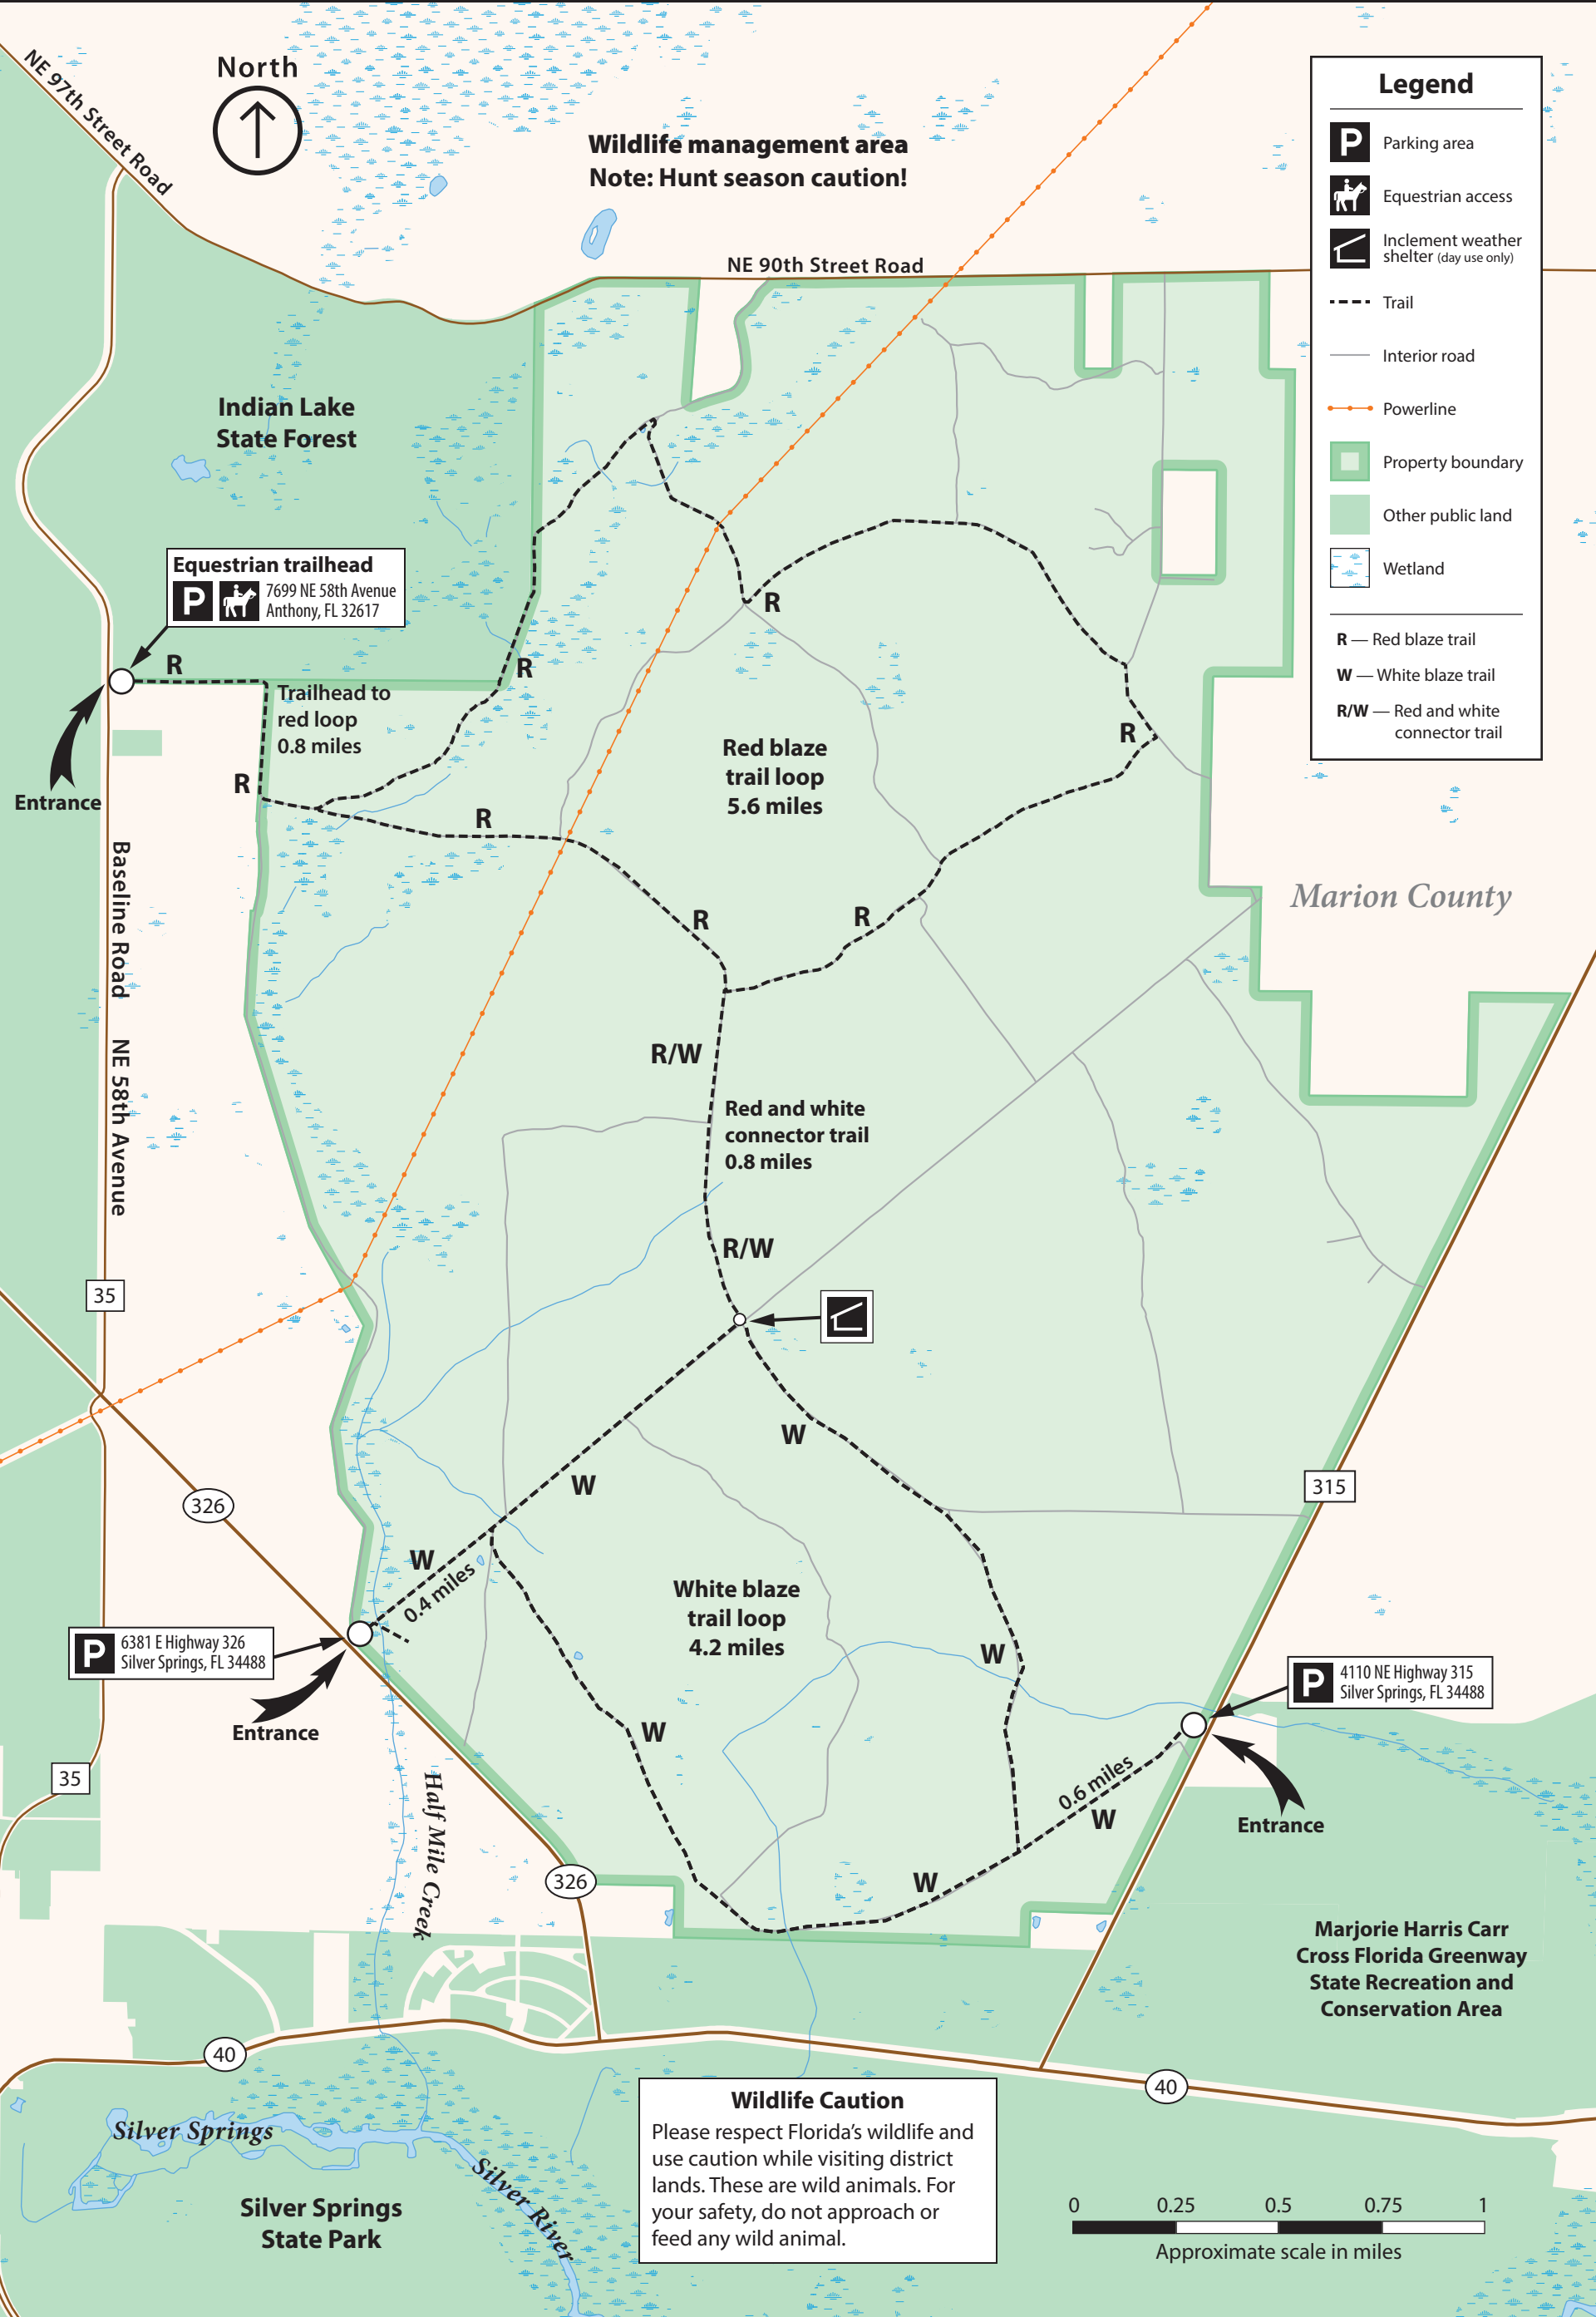 NE 97th Street Road
North
Wildlife management area
Note: Hunt season caution!
NE 90th Street Road
Legend
P Parking area
Equestrian access
Inclement weather
shelter (day use only)
Trail
Interior road
Powerline
Property boundary
Other public land
Wetland
R — Red blaze trail
W — White blaze trail
R/W — Red and white
connector trail
Indian Lake
State Forest
Equestrian trailhead
P 7699 NE 58th Avenue
Anthony, FL 32617
R
R
R
Trailhead to
red loop
0.8 miles
Entrance
R
R
Red blaze
trail loop
5.6 miles
R
R
R
Marion County
Baseline Road
NE 58th Avenue
R/W
Red and white
connector trail
0.8 miles
R/W
35
W
W
326
315
W
0.4 miles
White blaze
trail loop
4.2 miles
W
P 6381 E Highway 326
Silver Springs, FL 34488
Entrance
P 4110 NE Highway 315
Silver Springs, FL 34488
W
35
0.6 miles
W
Entrance
Half Mile Creek
326
W
Marjorie Harris Carr
Cross Florida Greenway
State Recreation and
Conservation Area
40
40
Silver Springs
Silver River
Silver Springs
State Park
Wildlife Caution
Please respect Florida's wildlife and
use caution while visiting district
lands. These are wild animals. For
your safety, do not approach or
feed any wild animal.
0 0.25 0.5 0.75 1
Approximate scale in miles